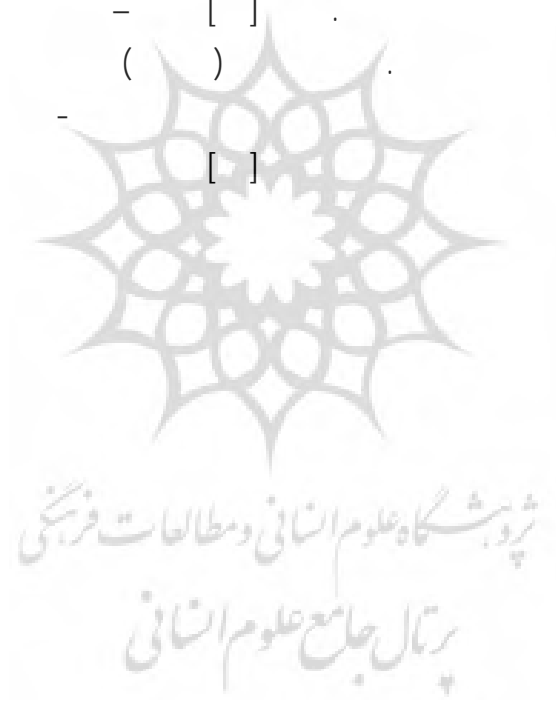 – [ ] .
( ) .
-
[ ]
پژوهشگاه علوم انسانی و مطالعات فرهنگی
پرتال جامع علوم انسانی